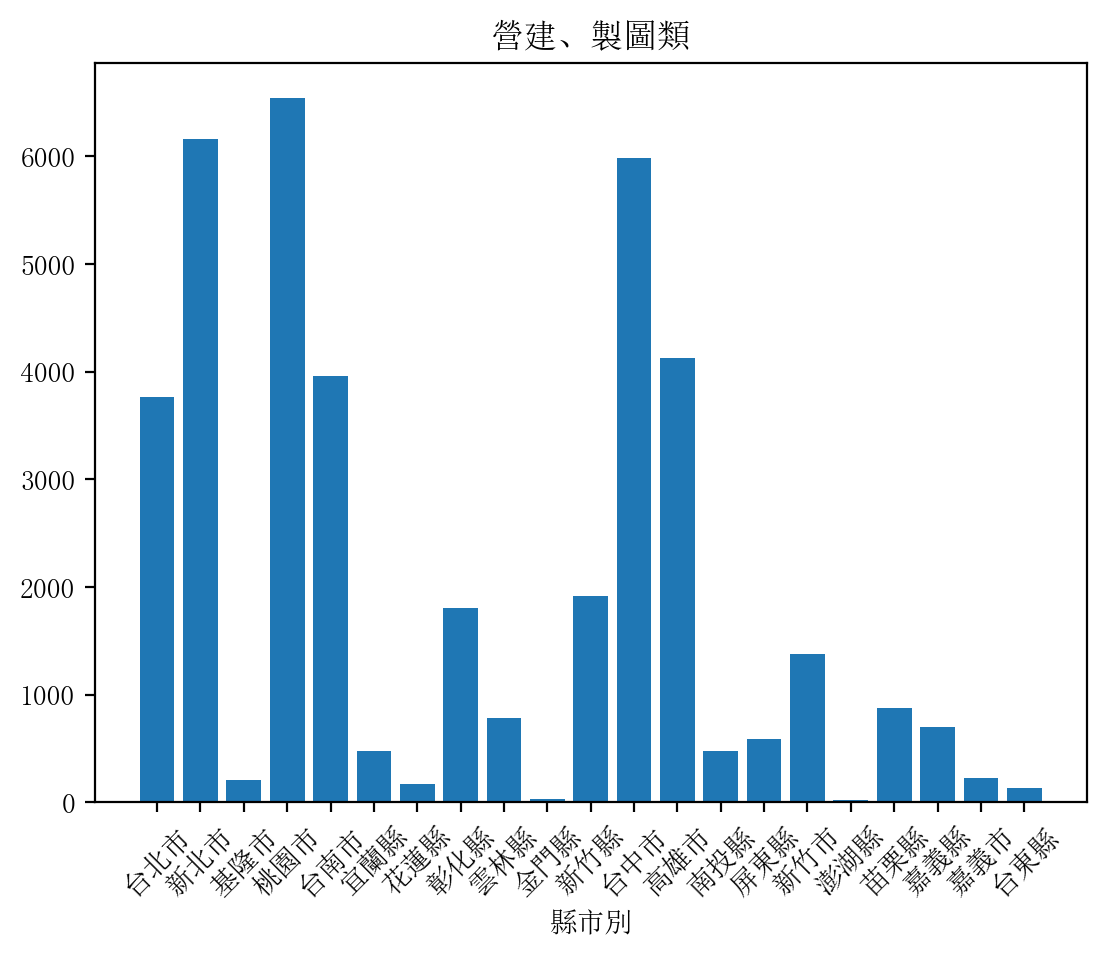 營建、製圖類
6000
5000
4000
3000
2000
1000
0
台北市
新北市
基隆市
桃園市
台南市
宜蘭縣
花蓮縣
彰化縣
雲林縣
金門縣
新竹縣
台中市
高雄市
南投縣
屏東縣
新竹市
澎湖縣
苗栗縣
嘉義縣
嘉義市
台東縣
縣市別